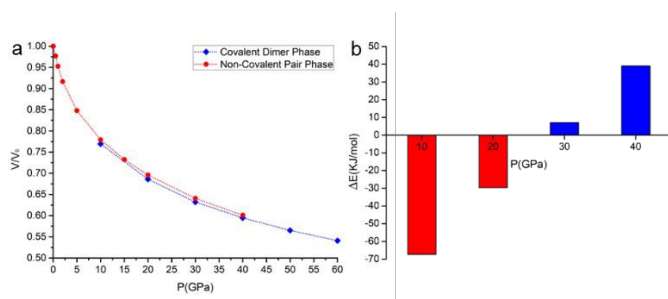 a
1.00
0.95
0.90
0.85
0.80
0.75
0.70
0.65
0.60
0.55
0.50
V/V₀
0 5 10 15 20 25 30 35 40 45 50 55 60
P(GPa)
Covalent Dimer Phase
Non-Covalent Pair Phase
b
50
40
30
20
10
0
-10
-20
-30
-40
-50
-60
-70
ΔE(KJ/mol)
10 20 30 40
P(GPa)